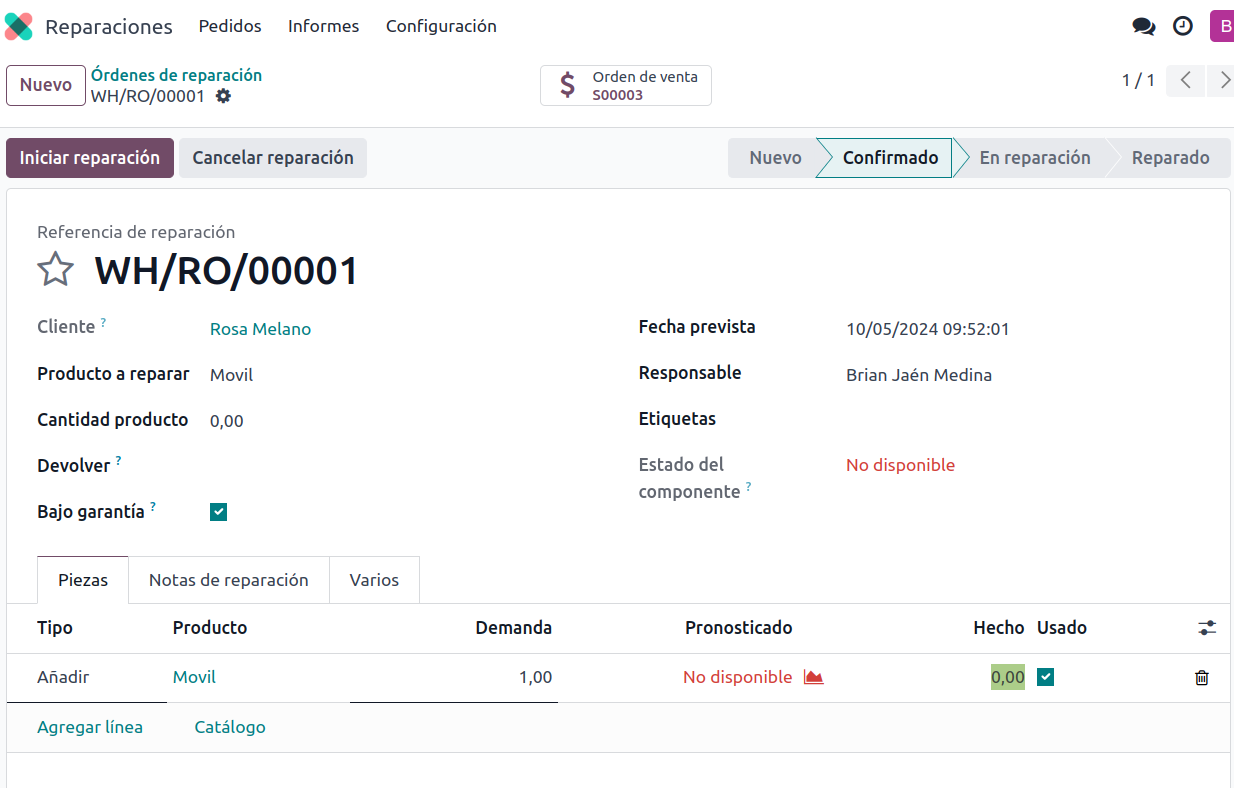 Reparaciones Pedidos Informes Configuración B
Nuevo
Órdenes de reparación
WH/RO/00001
$ Orden de venta
S00003
1 / 1
Iniciar reparación Cancelar reparación Nuevo Confirmado En reparación Reparado
Referencia de reparación
WH/RO/00001
Cliente ? Rosa Melano
Producto a reparar Movil
Cantidad producto 0,00
Devolver ?
Bajo garantía ?
Fecha prevista 10/05/2024 09:52:01
Responsable Brian Jaén Medina
Etiquetas
Estado del
componente ? No disponible
Piezas Notas de reparación Varios
Tipo Producto Demanda Pronosticado Hecho Usado
Añadir Movil 1,00 No disponible 0,00
Agregar línea Catálogo